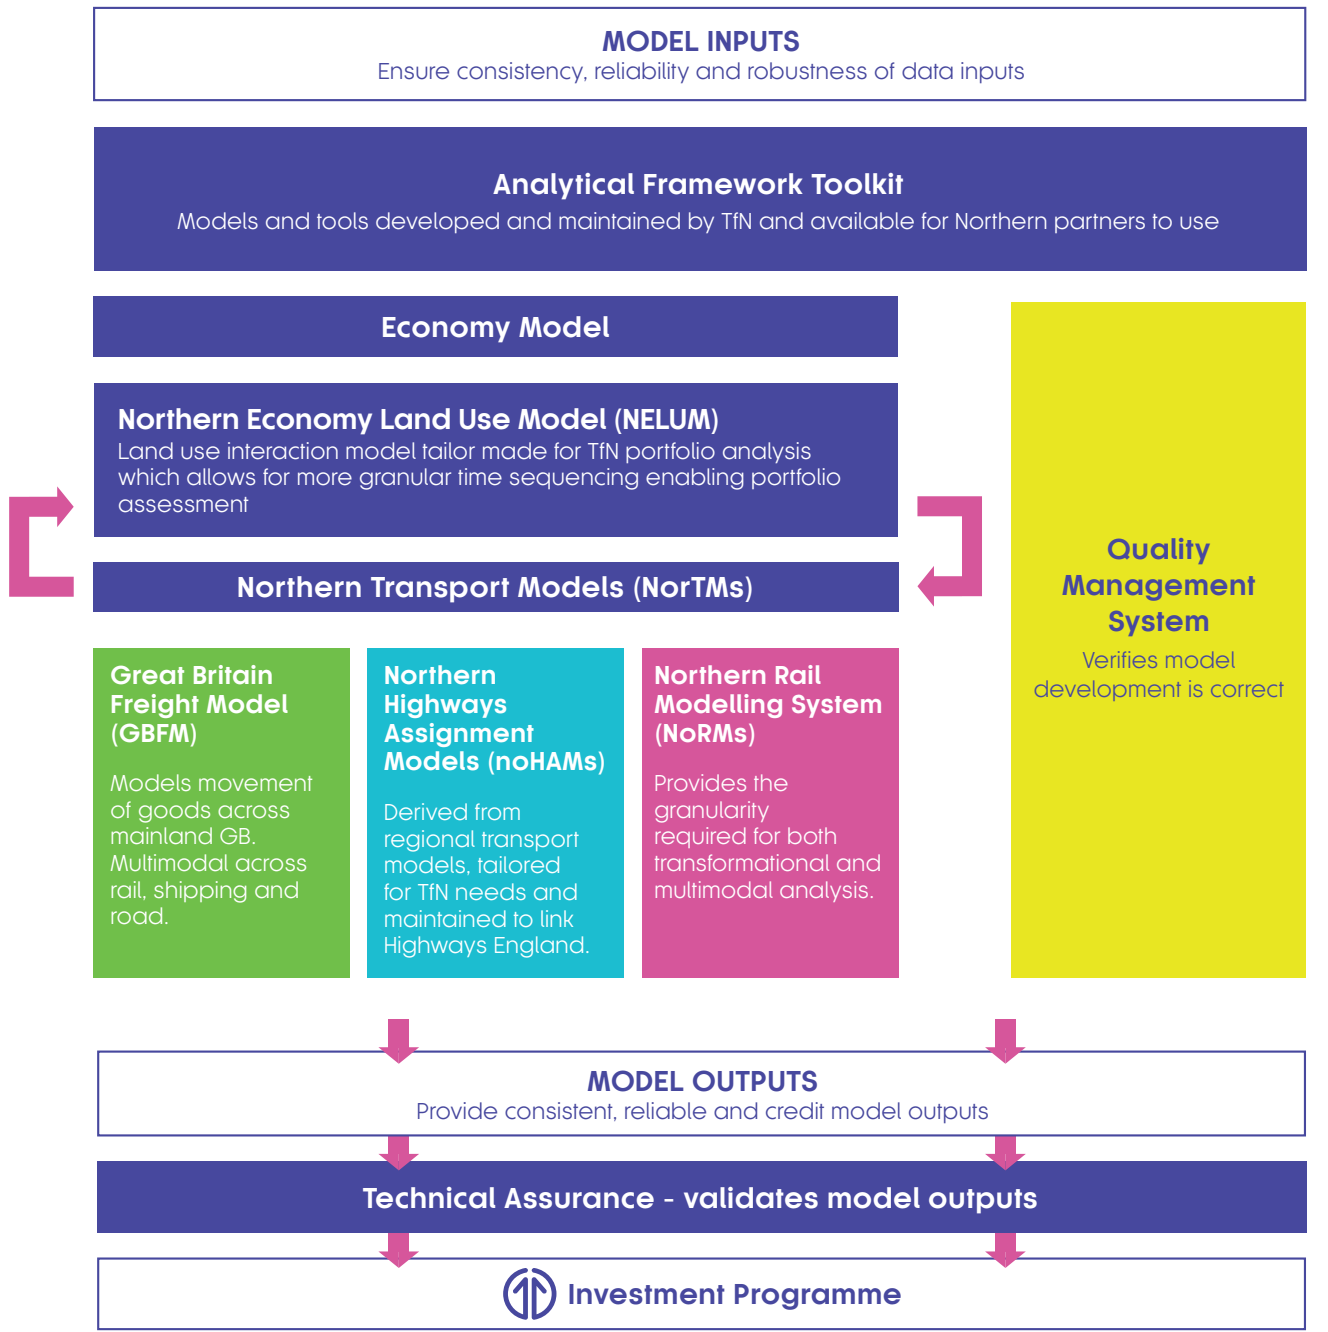 MODEL INPUTS
Ensure consistency, reliability and robustness of data inputs
Analytical Framework Toolkit
Models and tools developed and maintained by TfN and available for Northern partners to use
Economy Model
Northern Economy Land Use Model (NELUM)
Land use interaction model tailor made for TfN portfolio analysis
which allows for more granular time sequencing enabling portfolio
assessment
Northern Transport Models (NorTMs)
Great Britain
Freight Model
(GBFM)
Models movement
of goods across
mainland GB.
Multimodal across
rail, shipping and
road.
Northern
Highways
Assignment
Models (noHAMs)
Derived from
regional transport
models, tailored
for TfN needs and
maintained to link
Highways England.
Northern Rail
Modelling System
(NoRMs)
Provides the
granularity
required for both
transformational and
multimodal analysis.
Quality
Management
System
Verifies model
development is correct
MODEL OUTPUTS
Provide consistent, reliable and credit model outputs
Technical Assurance - validates model outputs
Investment Programme